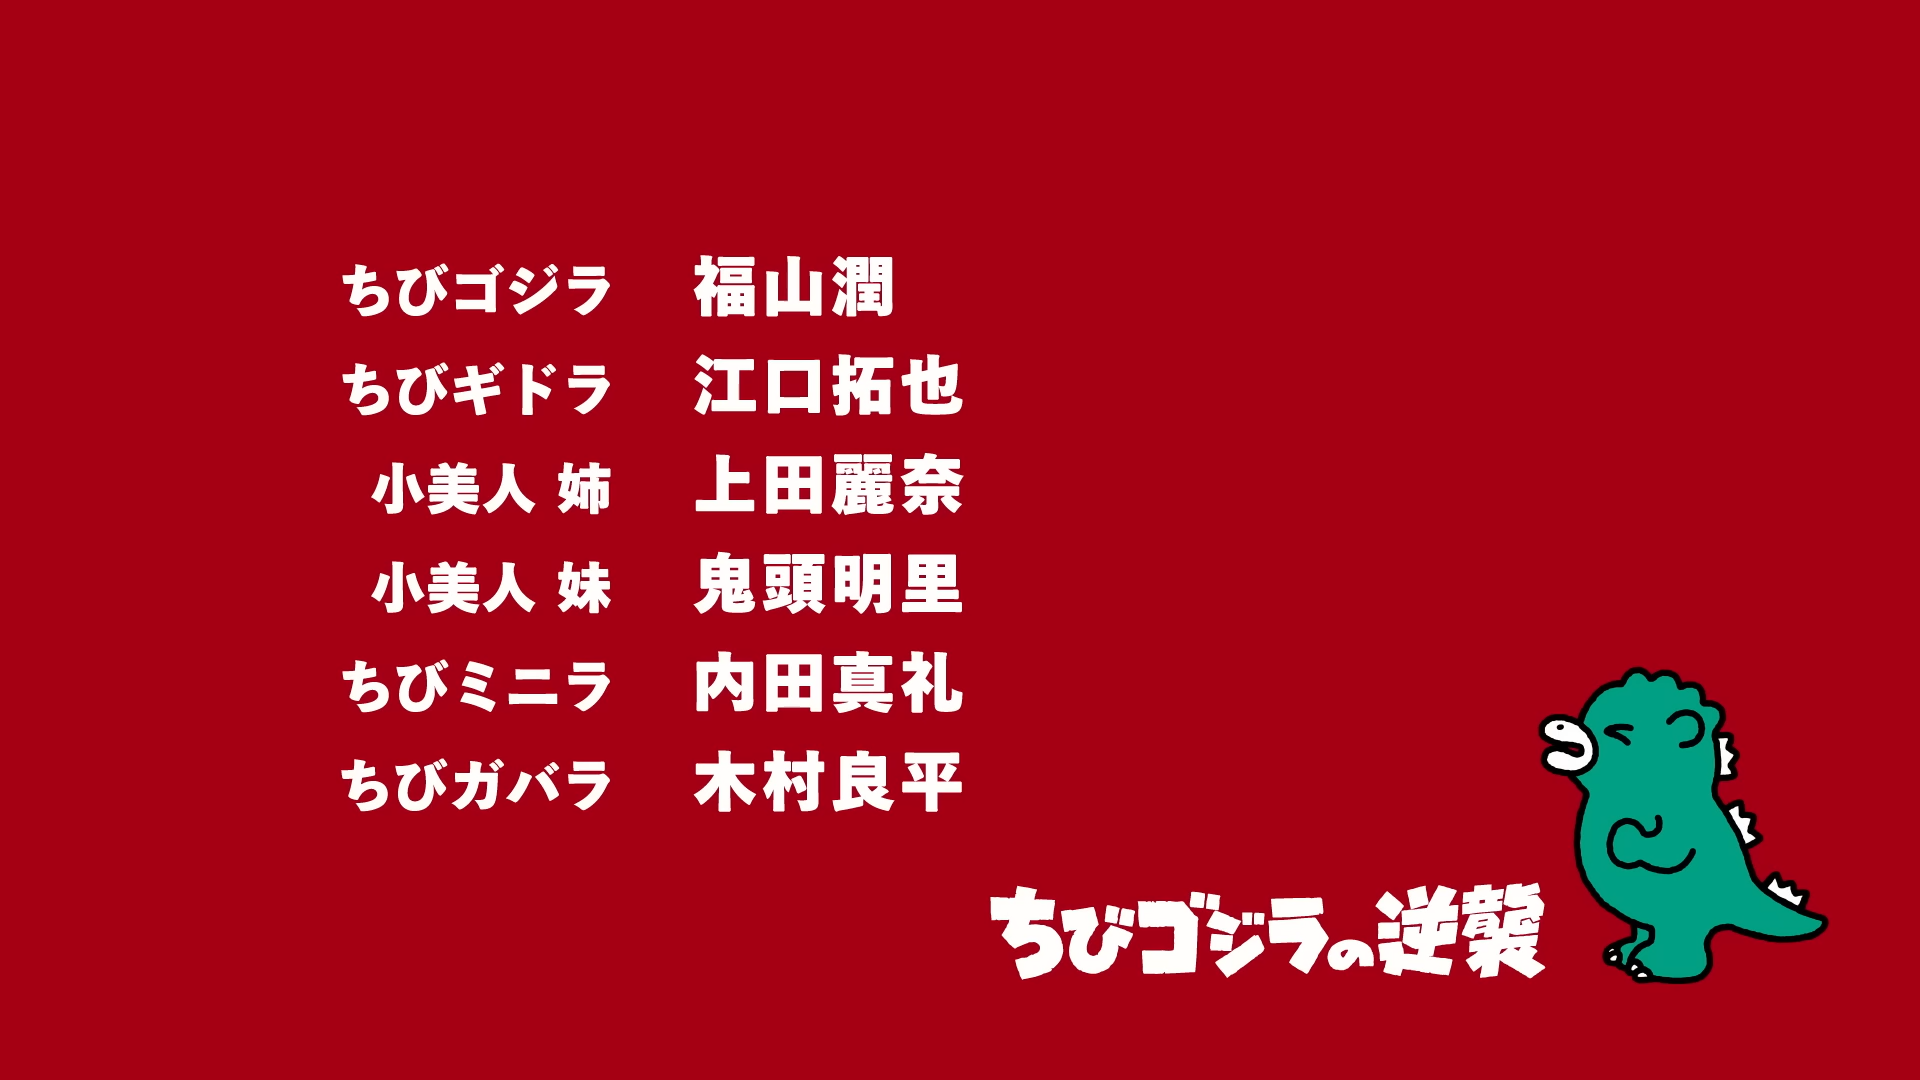 ちびゴジラ 福山潤
ちびギドラ 江口拓也
小美人 姉 上田麗奈
小美人 妹 鬼頭明里
ちびミニラ 内田真礼
ちびガバラ 木村良平
ちびゴジラの逆襲